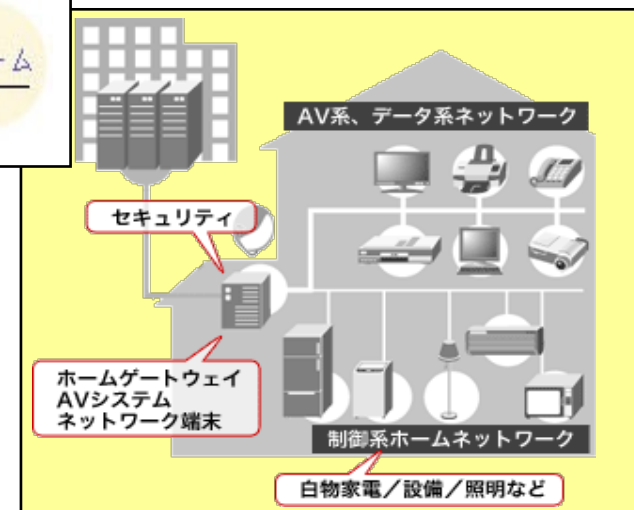 ーム
AV系、データ系ネットワーク
セキュリティ
ホームゲートウェイ
AVシステム
ネットワーク端末
制御系ホームネットワーク
白物家電／設備／照明など